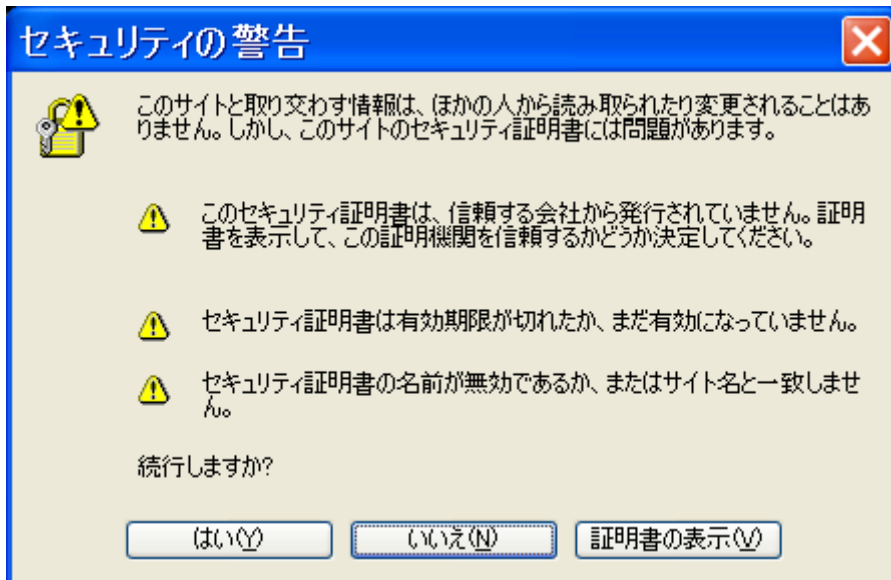 セキュリティの警告
このサイトと取り交わす情報は、ほかの人から読み取られたり変更されることはあ
りません。しかし、このサイトのセキュリティ証明書には問題があります。
このセキュリティ証明書は、信頼する会社から発行されていません。証明
書を表示して、この証明機関を信頼するかどうか決定してください。
セキュリティ証明書は有効期限が切れたか、まだ有効になっていません。
セキュリティ証明書の名前が無効であるか、またはサイト名と一致しませ
ん。
続行しますか?
はい(Y) いいえ(N) 証明書の表示(V)